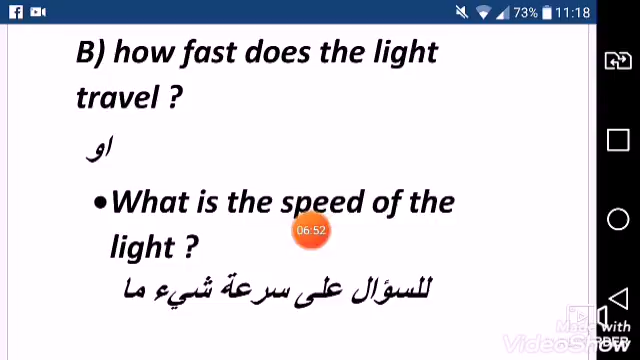 73% 11:18
B) how fast does the light
travel ?
او
•What is the speed of the
light ?
06:52
للسؤال على سرعة شيء ما
Made with
VideoShow